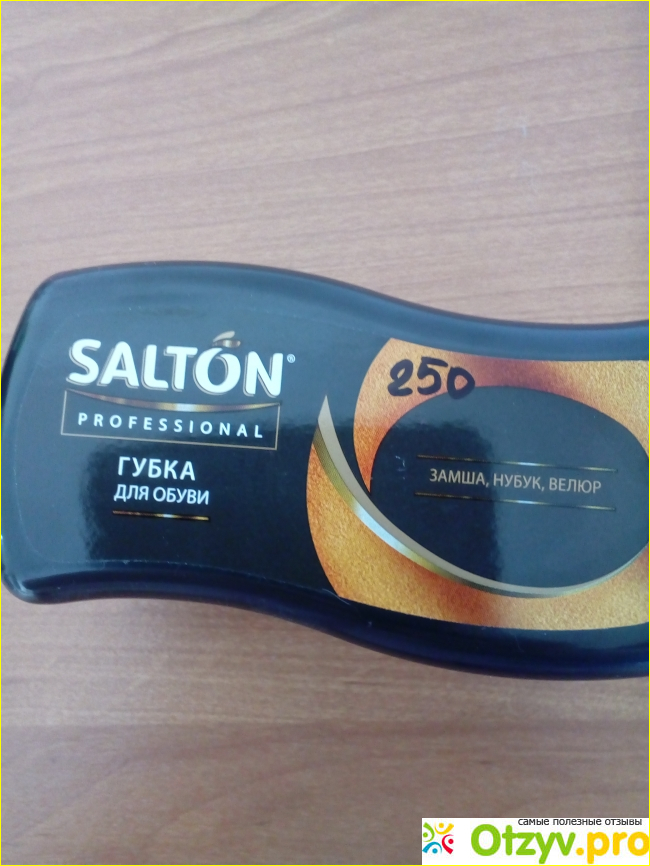 SALTON®
PROFESSIONAL
ГУБКА
ДЛЯ ОБУВИ
250
ЗАМША, НУБУК, ВЕЛЮР
самые полезные отзывы
Otzyv.pro